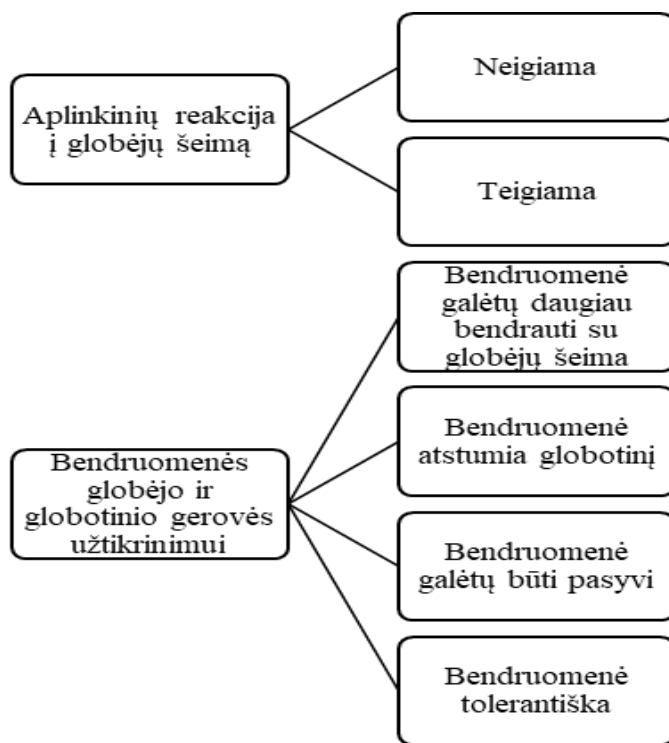 Aplinkinių reakcija
į globėjų šeimą
Neigiama
Teigiama
Bendruomenės
globėjo ir
globotinio gerovės
užtikrinimui
Bendruomenė
galėtų daugiau
bendrauti su
globėjų šeima
Bendruomenė
atstumia globotinį
Bendruomenė
galėtų būti pasyvi
Bendruomenė
tolerantiška